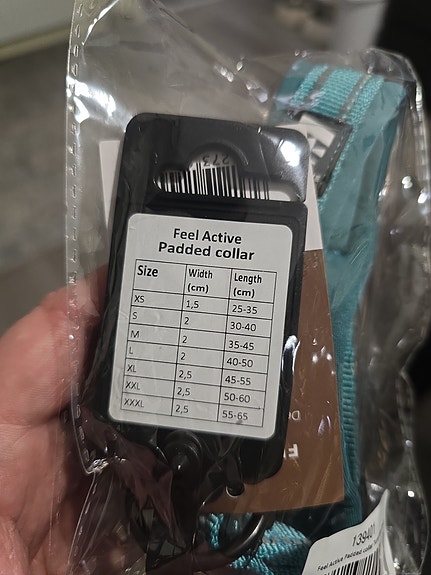 273
Feel Active
Padded collar
Size Width (cm) Length (cm)
XS 1,5 25-35
S 2 30-40
M 2 35-45
L 2 40-50
XL 2,5 45-55
XXL 2,5 50-60
XXXL 2,5 55-65
F
139401
Feel Active Padded collar